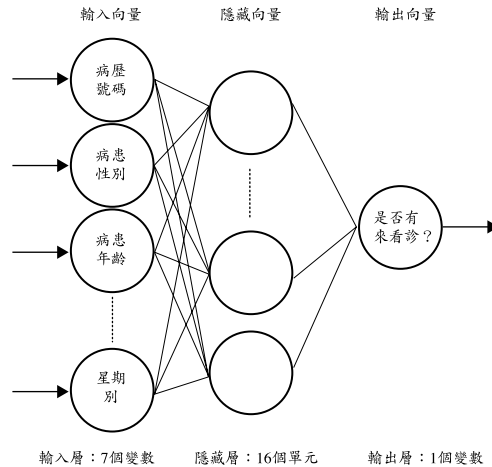 輸入向量
隱藏向量
輸出向量
病歷
號碼
病患
性別
病患
年齡
星期
別
是否有
來看診？
輸入層：7個變數
隱藏層：16個單元
輸出層：1個變數